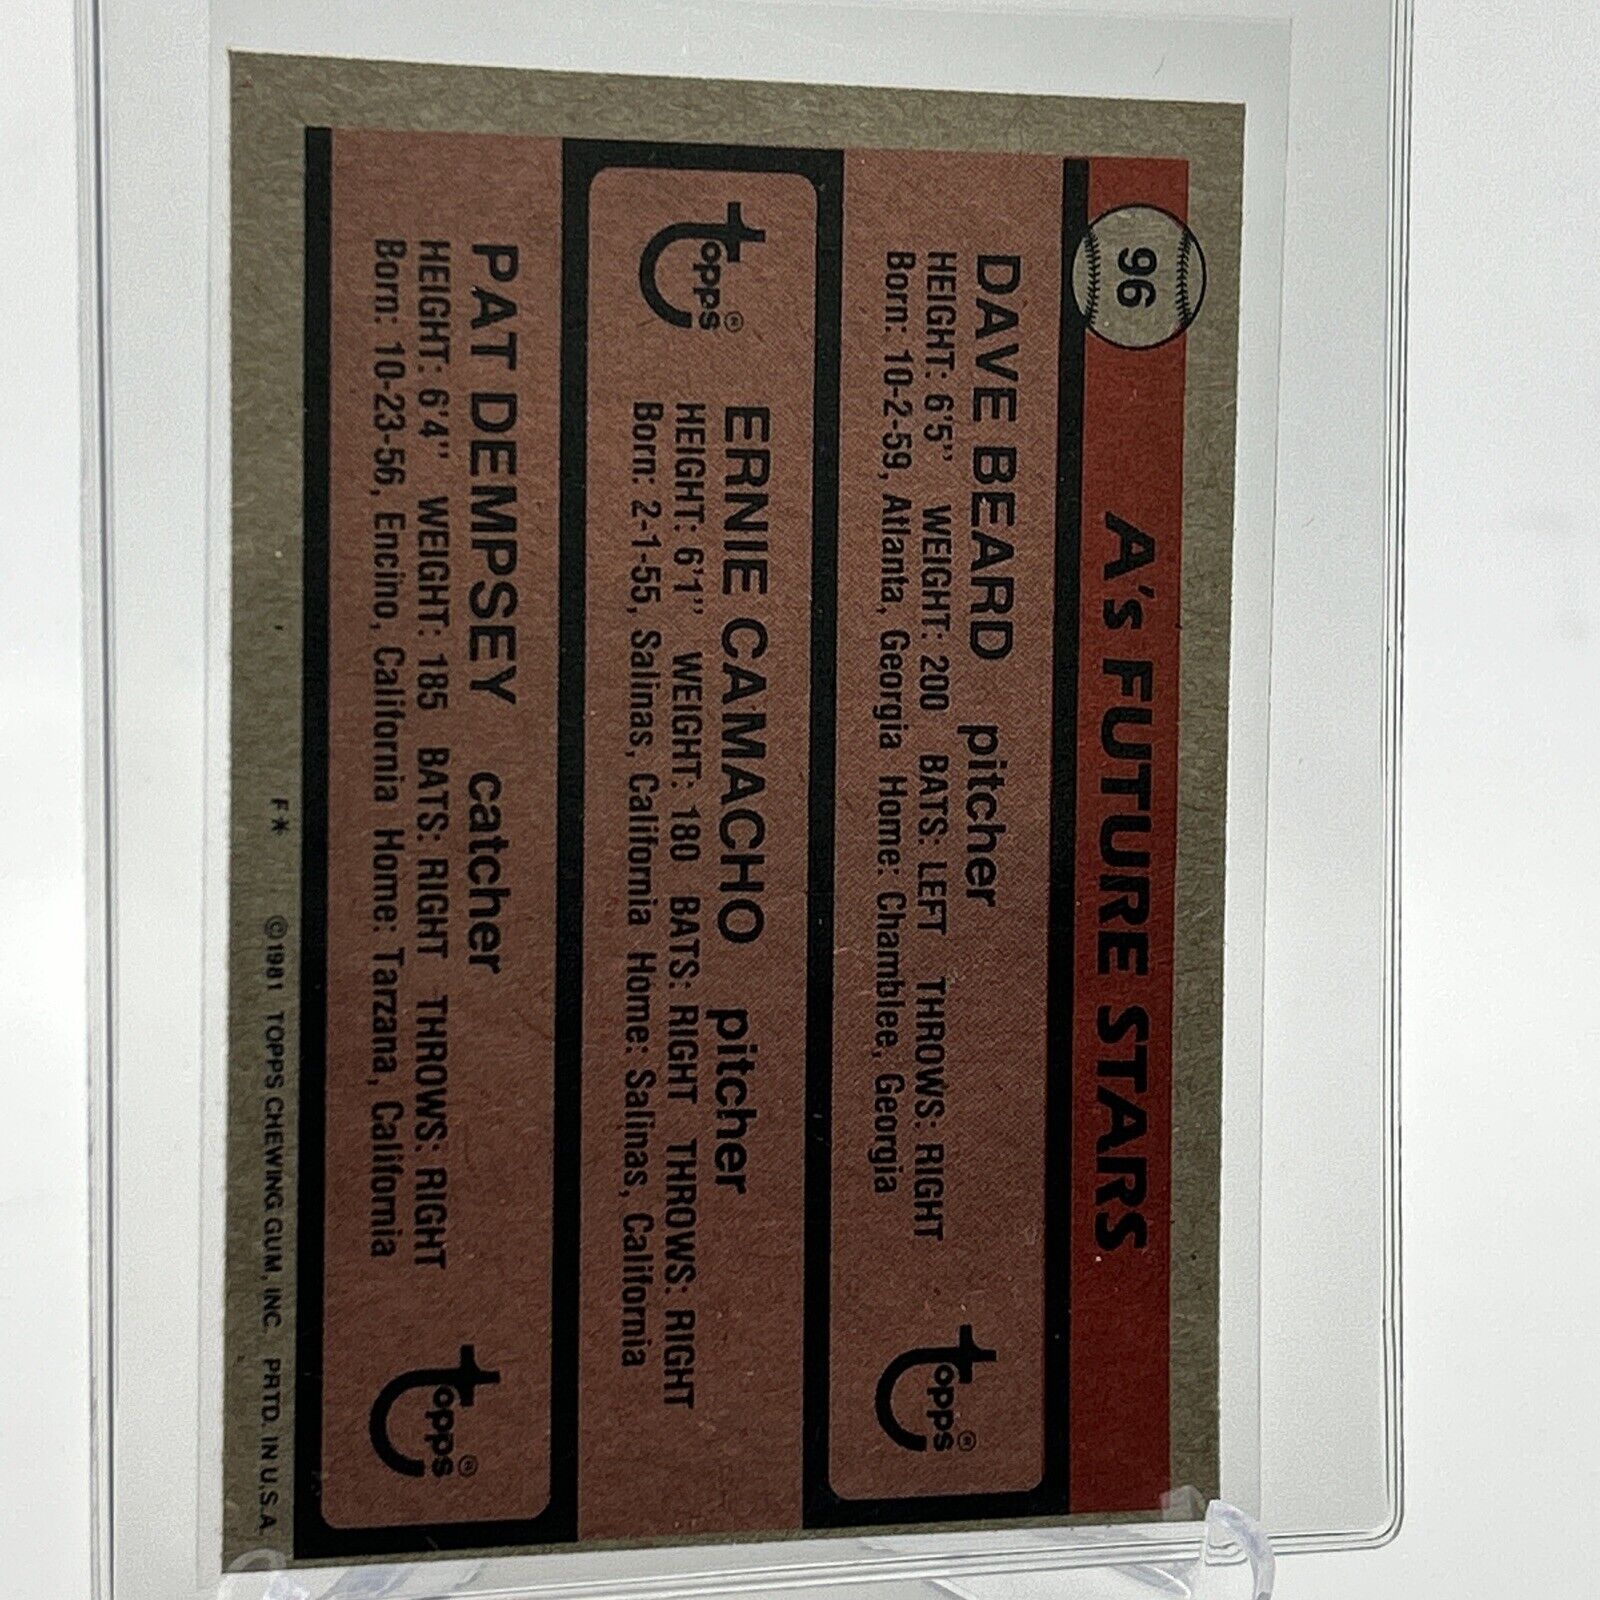 96
A's FUTURE STARS
DAVE BEARD pitcher
HEIGHT: 6'5" WEIGHT: 200 BATS: LEFT THROWS: RIGHT
Born: 10-2-59, Atlanta, Georgia Home: Chamblee, Georgia
topps®
topps®
ERNIE CAMACHO pitcher
HEIGHT: 6'1" WEIGHT: 180 BATS: RIGHT THROWS: RIGHT
Born: 2-1-55, Salinas, California Home: Salinas, California
PAT DEMPSEY catcher
HEIGHT: 6'4" WEIGHT: 185 BATS: RIGHT THROWS: RIGHT
Born: 10-23-56, Encino, California Home: Tarzana, California
topps®
F* ©1981 TOPPS CHEWING GUM, INC. PRTD. IN U.S.A.